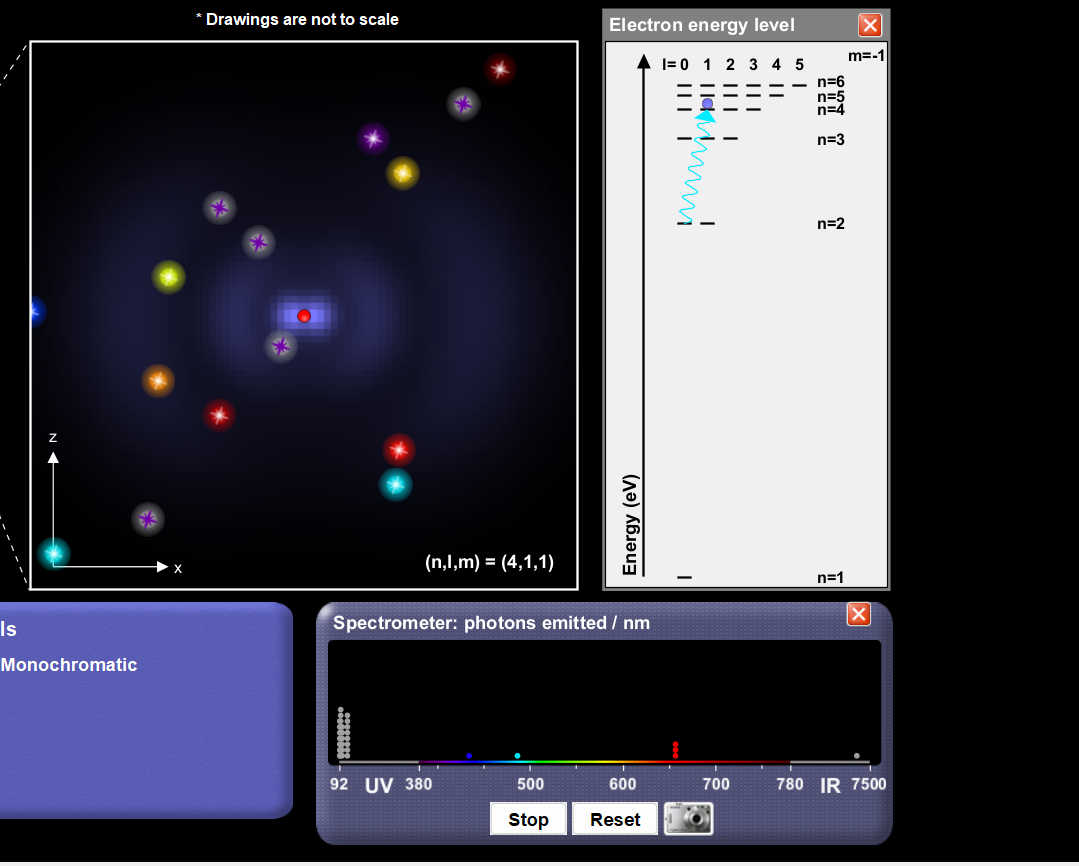 * Drawings are not to scale
z
x
(n,l,m) = (4,1,1)
Electron energy level
m=-1
l= 0 1 2 3 4 5
n=6
n=5
n=4
n=3
n=2
n=1
Energy (eV)
ls
Monochromatic
Spectrometer: photons emitted / nm
92 UV 380 500 600 700 780 IR 7500
Stop Reset